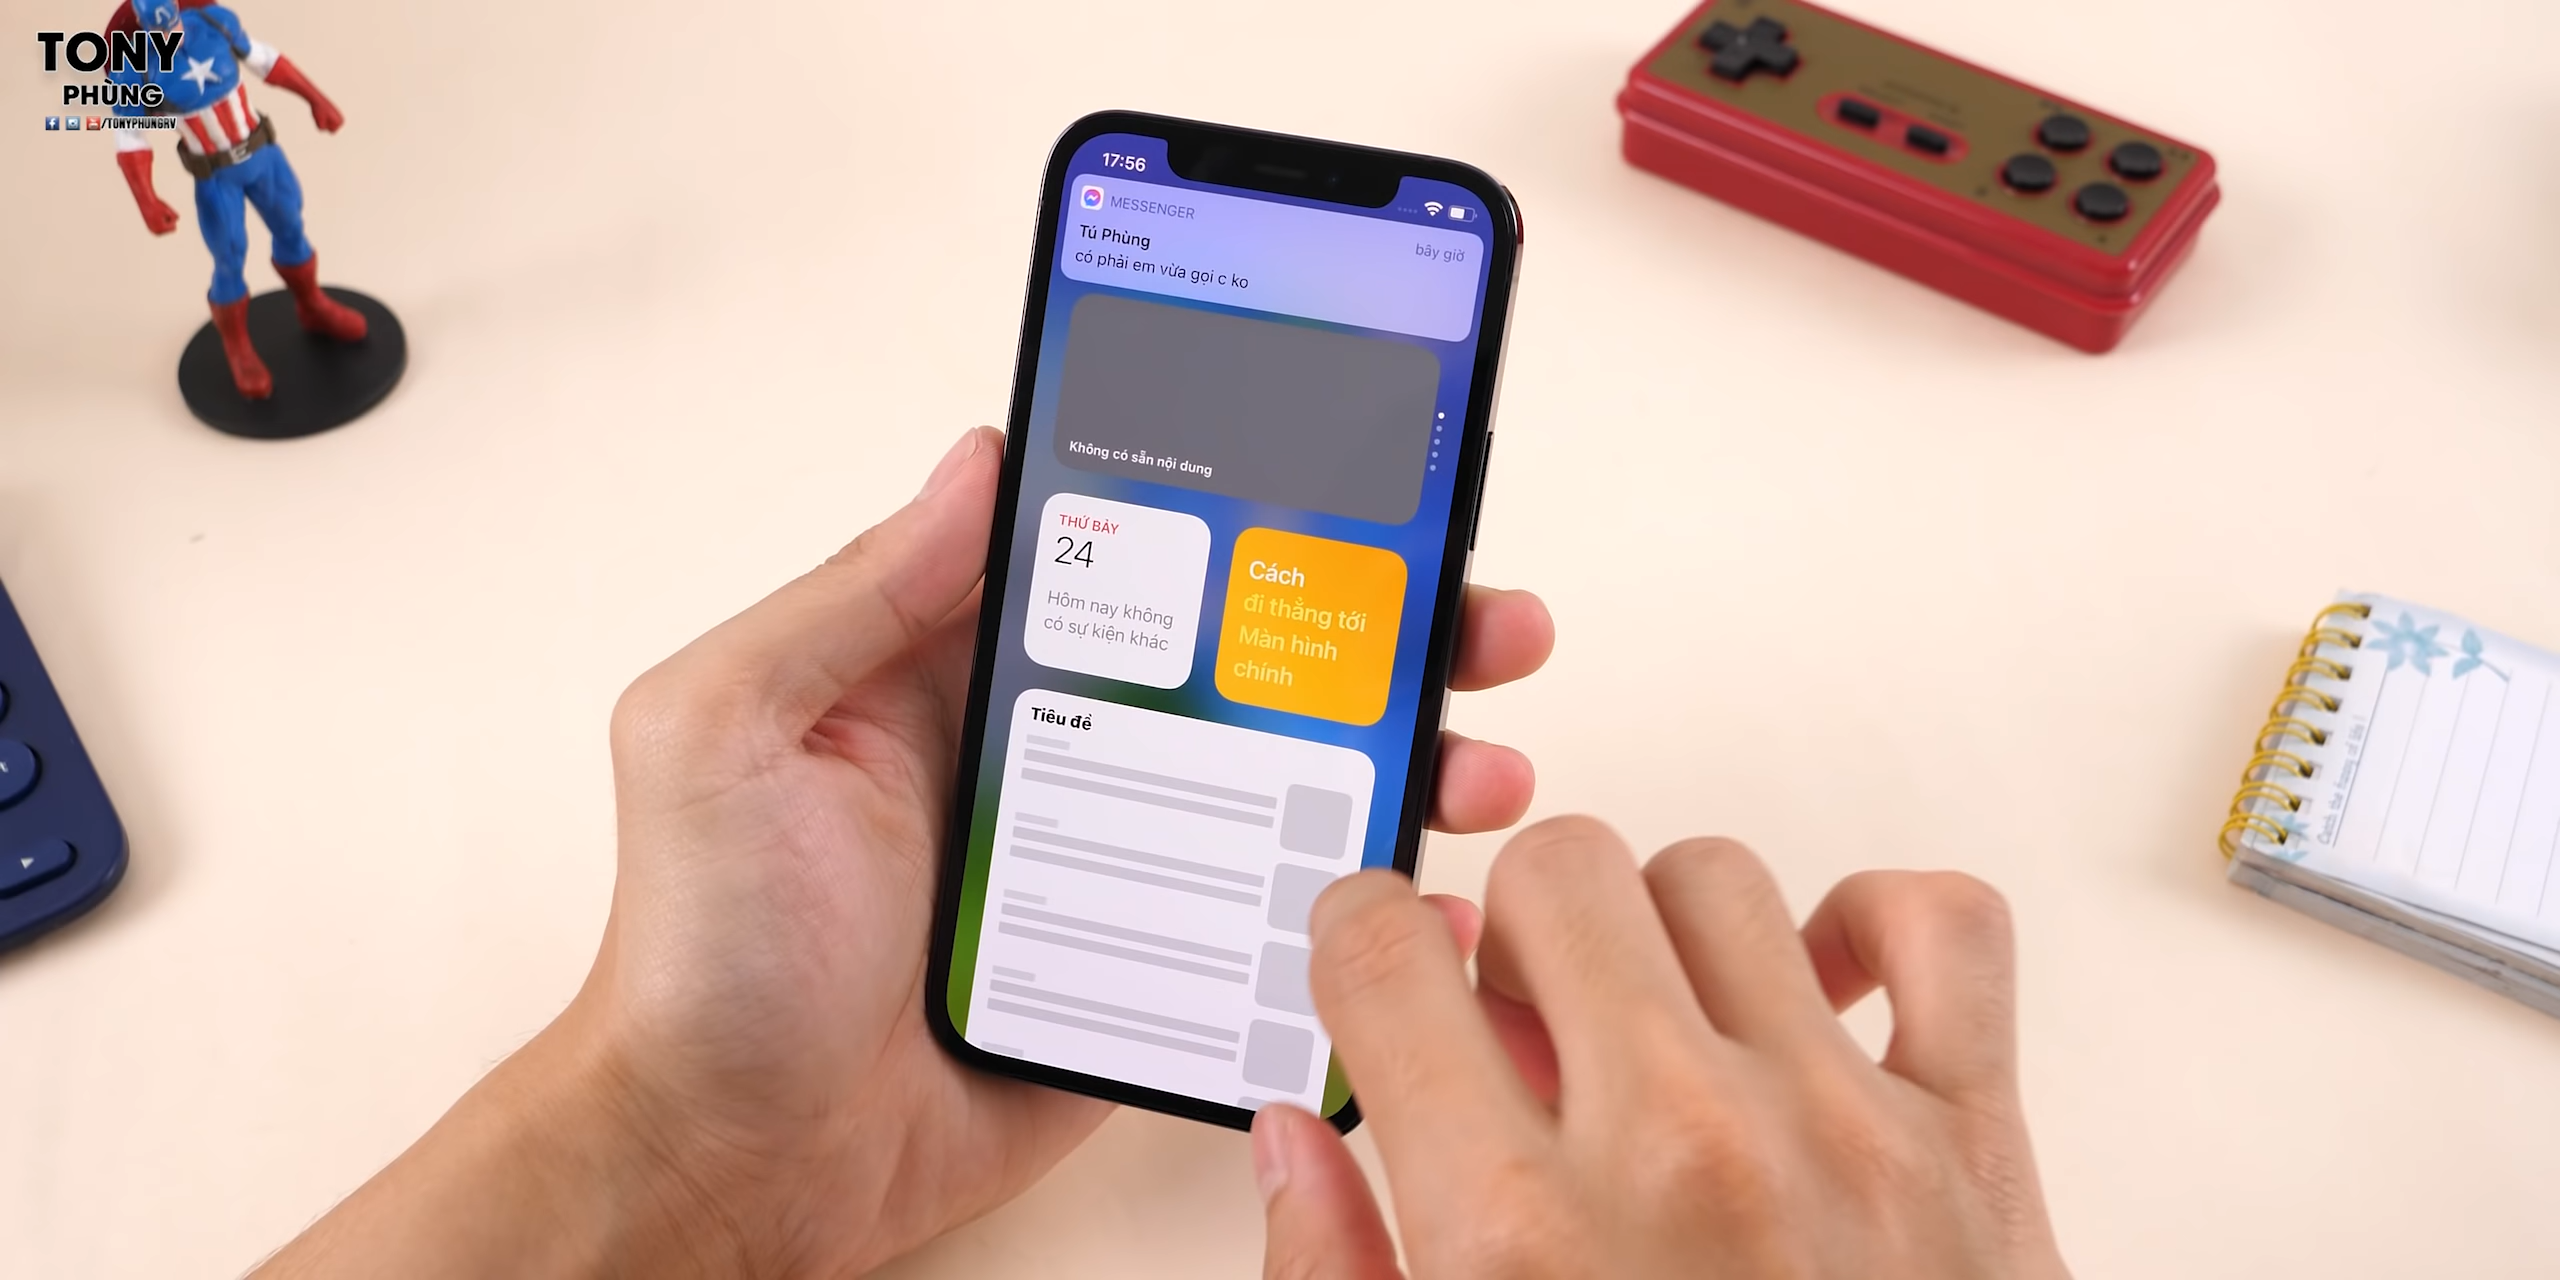 TONY
PHÙNG
/TONYPHUNGRV
17:56
MESSENGER
Tú Phùng
bây giờ
có phải em vừa gọi c ko
Không có sẵn nội dung
THỨ BẢY
24
Hôm nay không
có sự kiện khác
Cách
đi thẳng tới
Màn hình
chính
Tiêu đề